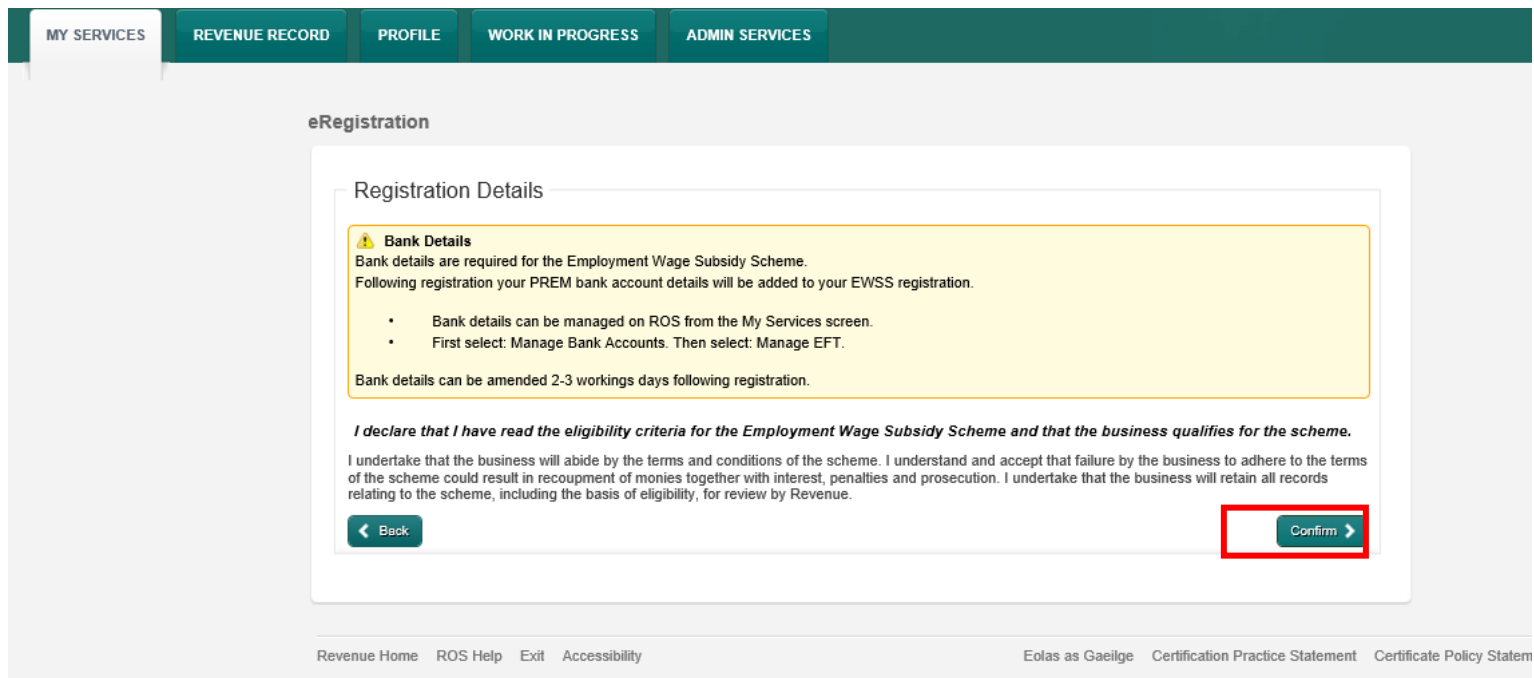 MY SERVICES REVENUE RECORD PROFILE WORK IN PROGRESS ADMIN SERVICES
eRegistration
Registration Details
Bank Details
Bank details are required for the Employment Wage Subsidy Scheme.
Following registration your PREM bank account details will be added to your EWSS registration.
• Bank details can be managed on ROS from the My Services screen.
• First select: Manage Bank Accounts. Then select: Manage EFT.
Bank details can be amended 2-3 workings days following registration.
I declare that I have read the eligibility criteria for the Employment Wage Subsidy Scheme and that the business qualifies for the scheme.
I undertake that the business will abide by the terms and conditions of the scheme. I understand and accept that failure by the business to adhere to the terms
of the scheme could result in recoupment of monies together with interest, penalties and prosecution. I undertake that the business will retain all records
relating to the scheme, including the basis of eligibility, for review by Revenue.
Back Confirm
Revenue Home ROS Help Exit Accessibility Eolas as Gaeilge Certification Practice Statement Certificate Policy Statem